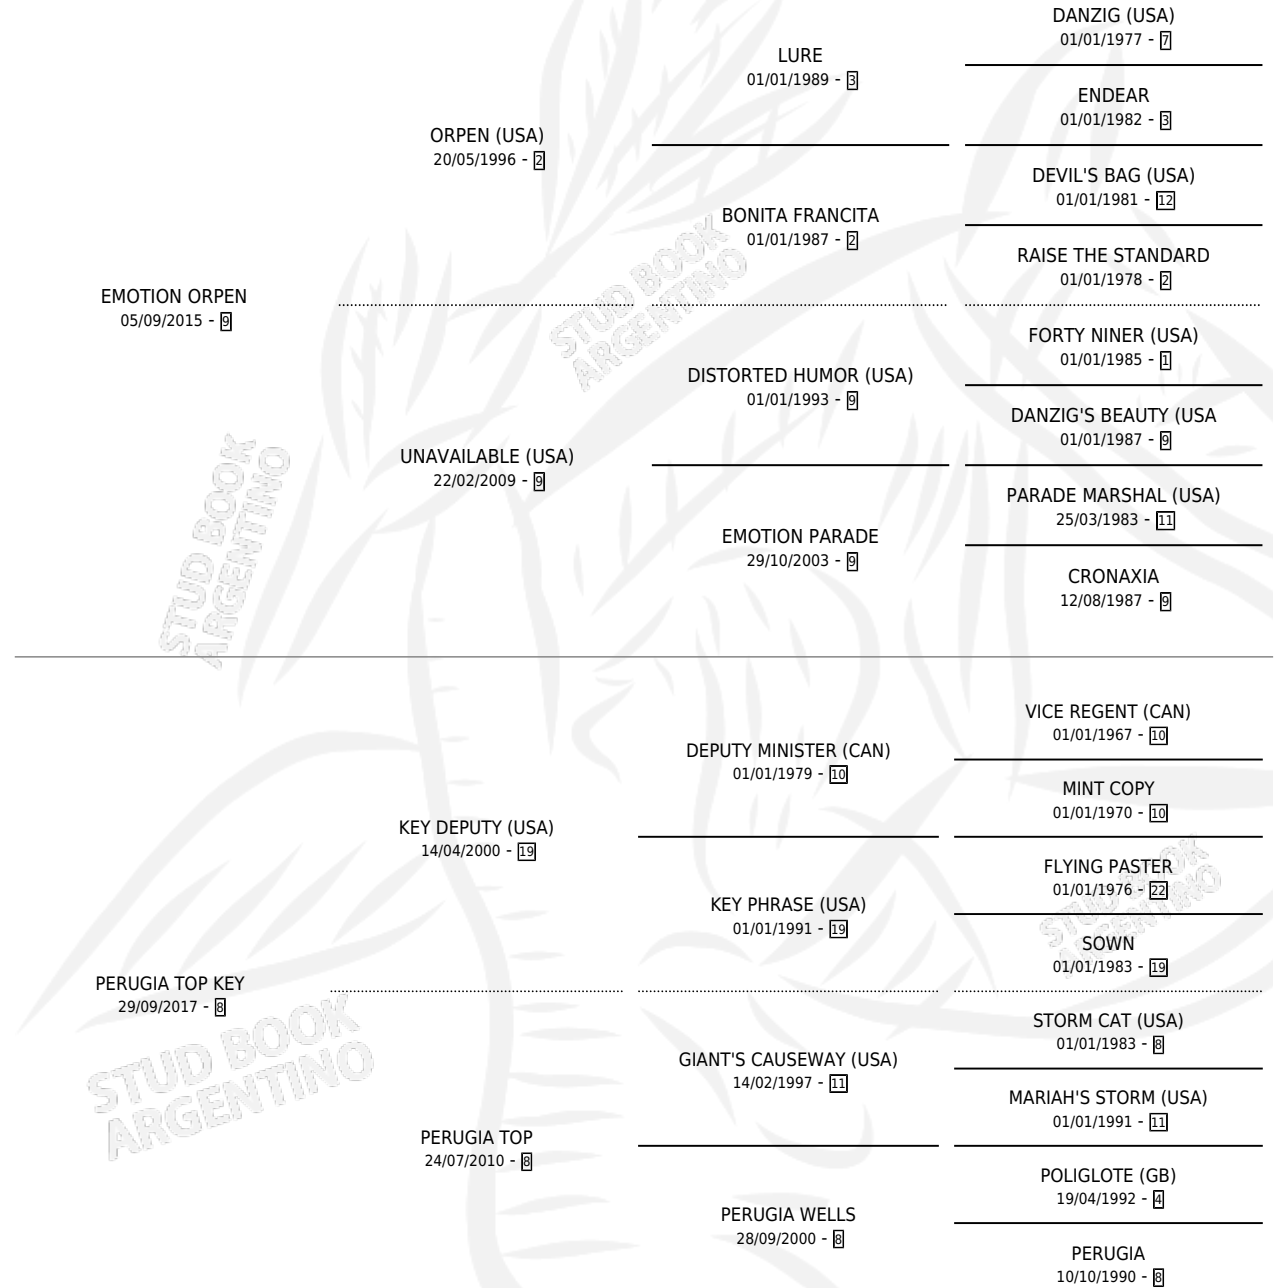 DANZIG (USA)
01/01/1977 - 7
LURE
01/01/1989 - 3
ENDEAR
01/01/1982 - 3
ORPEN (USA)
20/05/1996 - 2
DEVIL'S BAG (USA)
01/01/1981 - 12
BONITA FRANCITA
01/01/1987 - 2
RAISE THE STANDARD
01/01/1978 - 2
EMOTION ORPEN
05/09/2015 - 9
FORTY NINER (USA)
01/01/1985 - 1
DISTORTED HUMOR (USA)
01/01/1993 - 9
DANZIG'S BEAUTY (USA
01/01/1987 - 9
UNAVAILABLE (USA)
22/02/2009 - 9
PARADE MARSHAL (USA)
25/03/1983 - 11
EMOTION PARADE
29/10/2003 - 9
CRONAXIA
12/08/1987 - 9
VICE REGENT (CAN)
01/01/1967 - 10
DEPUTY MINISTER (CAN)
01/01/1979 - 10
MINT COPY
01/01/1970 - 10
KEY DEPUTY (USA)
14/04/2000 - 19
FLYING PASTER
01/01/1976 - 22
KEY PHRASE (USA)
01/01/1991 - 19
SOWN
01/01/1983 - 19
PERUGIA TOP KEY
29/09/2017 - 8
STORM CAT (USA)
01/01/1983 - 8
GIANT'S CAUSEWAY (USA)
14/02/1997 - 11
MARIAH'S STORM (USA)
01/01/1991 - 11
PERUGIA TOP
24/07/2010 - 8
POLIGLOTE (GB)
19/04/1992 - 4
PERUGIA WELLS
28/09/2000 - 8
PERUGIA
10/10/1990 - 8
STUD BOOK
ARGENTINO
STUD BOOK
ARGENTINO
STUD BOOK
ARGENTINO
STUD BOOK
ARGENTINO